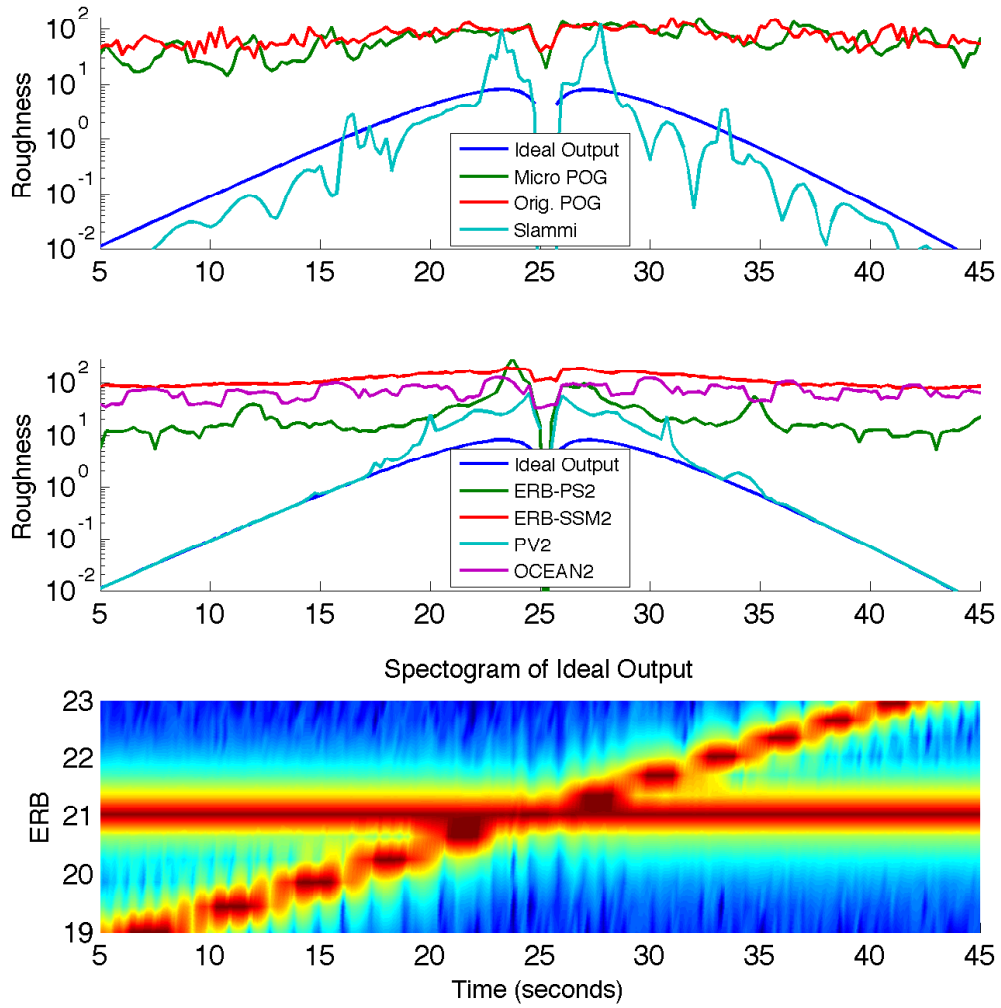 Roughness
10^2
10^1
10^0
10^-1
10^-2
Ideal Output
Micro POG
Orig. POG
Slammi
5 10 15 20 25 30 35 40 45
Roughness
10^2
10^1
10^0
10^-1
10^-2
Ideal Output
ERB-PS2
ERB-SSM2
PV2
OCEAN2
5 10 15 20 25 30 35 40 45
Spectogram of Ideal Output
ERB
23
22
21
20
19
5 10 15 20 25 30 35 40 45
Time (seconds)